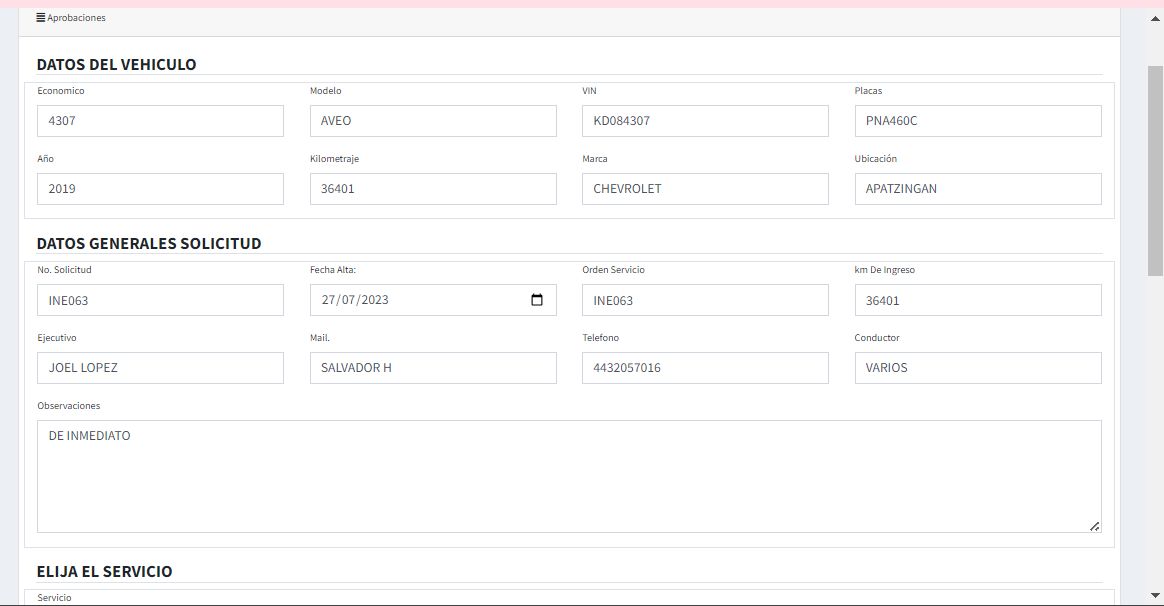 Aprobaciones
DATOS DEL VEHICULO
Economico Modelo VIN Placas
4307 AVEO KD084307 PNA460C
Año Kilometraje Marca Ubicación
2019 36401 CHEVROLET APATZINGAN
DATOS GENERALES SOLICITUD
No. Solicitud Fecha Alta: Orden Servicio km De Ingreso
INE063 27/07/2023 INE063 36401
Ejecutivo Mail. Telefono Conductor
JOEL LOPEZ SALVADOR H 4432057016 VARIOS
Observaciones
DE INMEDIATO
ELIJA EL SERVICIO
Servicio